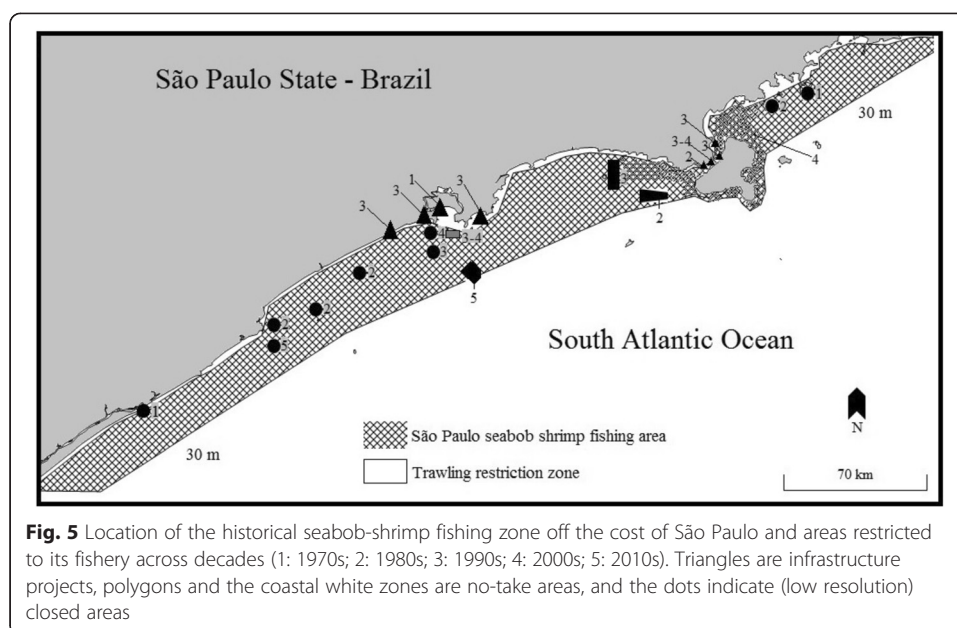 São Paulo State - Brazil
1
2
30 m
3
3
3-4
2
4
1
3
3
3
2
4
3-4
3
5
2
2
2
5
1
South Atlantic Ocean
N
30 m
São Paulo seabob shrimp fishing area
Trawling restriction zone
70 km
Fig. 5 Location of the historical seabob-shrimp fishing zone off the cost of São Paulo and areas restricted
to its fishery across decades (1: 1970s; 2: 1980s; 3: 1990s; 4: 2000s; 5: 2010s). Triangles are infrastructure
projects, polygons and the coastal white zones are no-take areas, and the dots indicate (low resolution)
closed areas